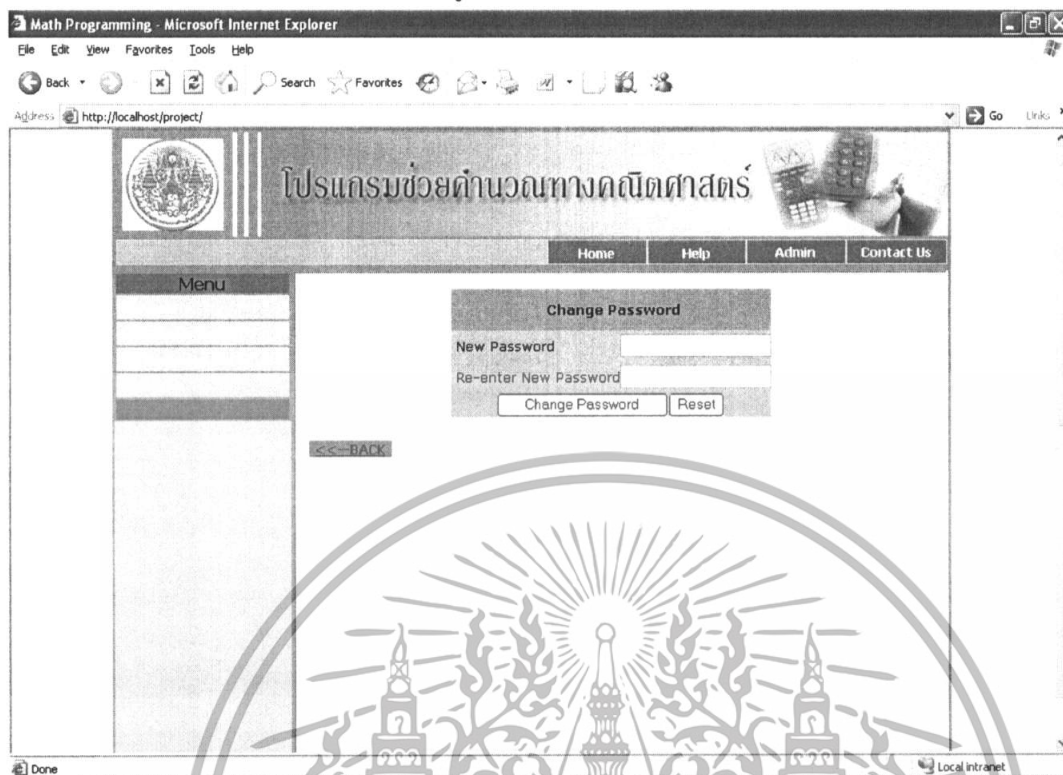 Math Programming - Microsoft Internet Explorer
File Edit View Favorites Tools Help
Back Search Favorites
Address http://localhost/project/ Go Links
โปรแกรมช่วยคำนวณทางคณิตศาสตร์
Home Help Admin Contact Us
Menu
Change Password
New Password
Re-enter New Password
Change Password Reset
<<--BACK
Done Local intranet